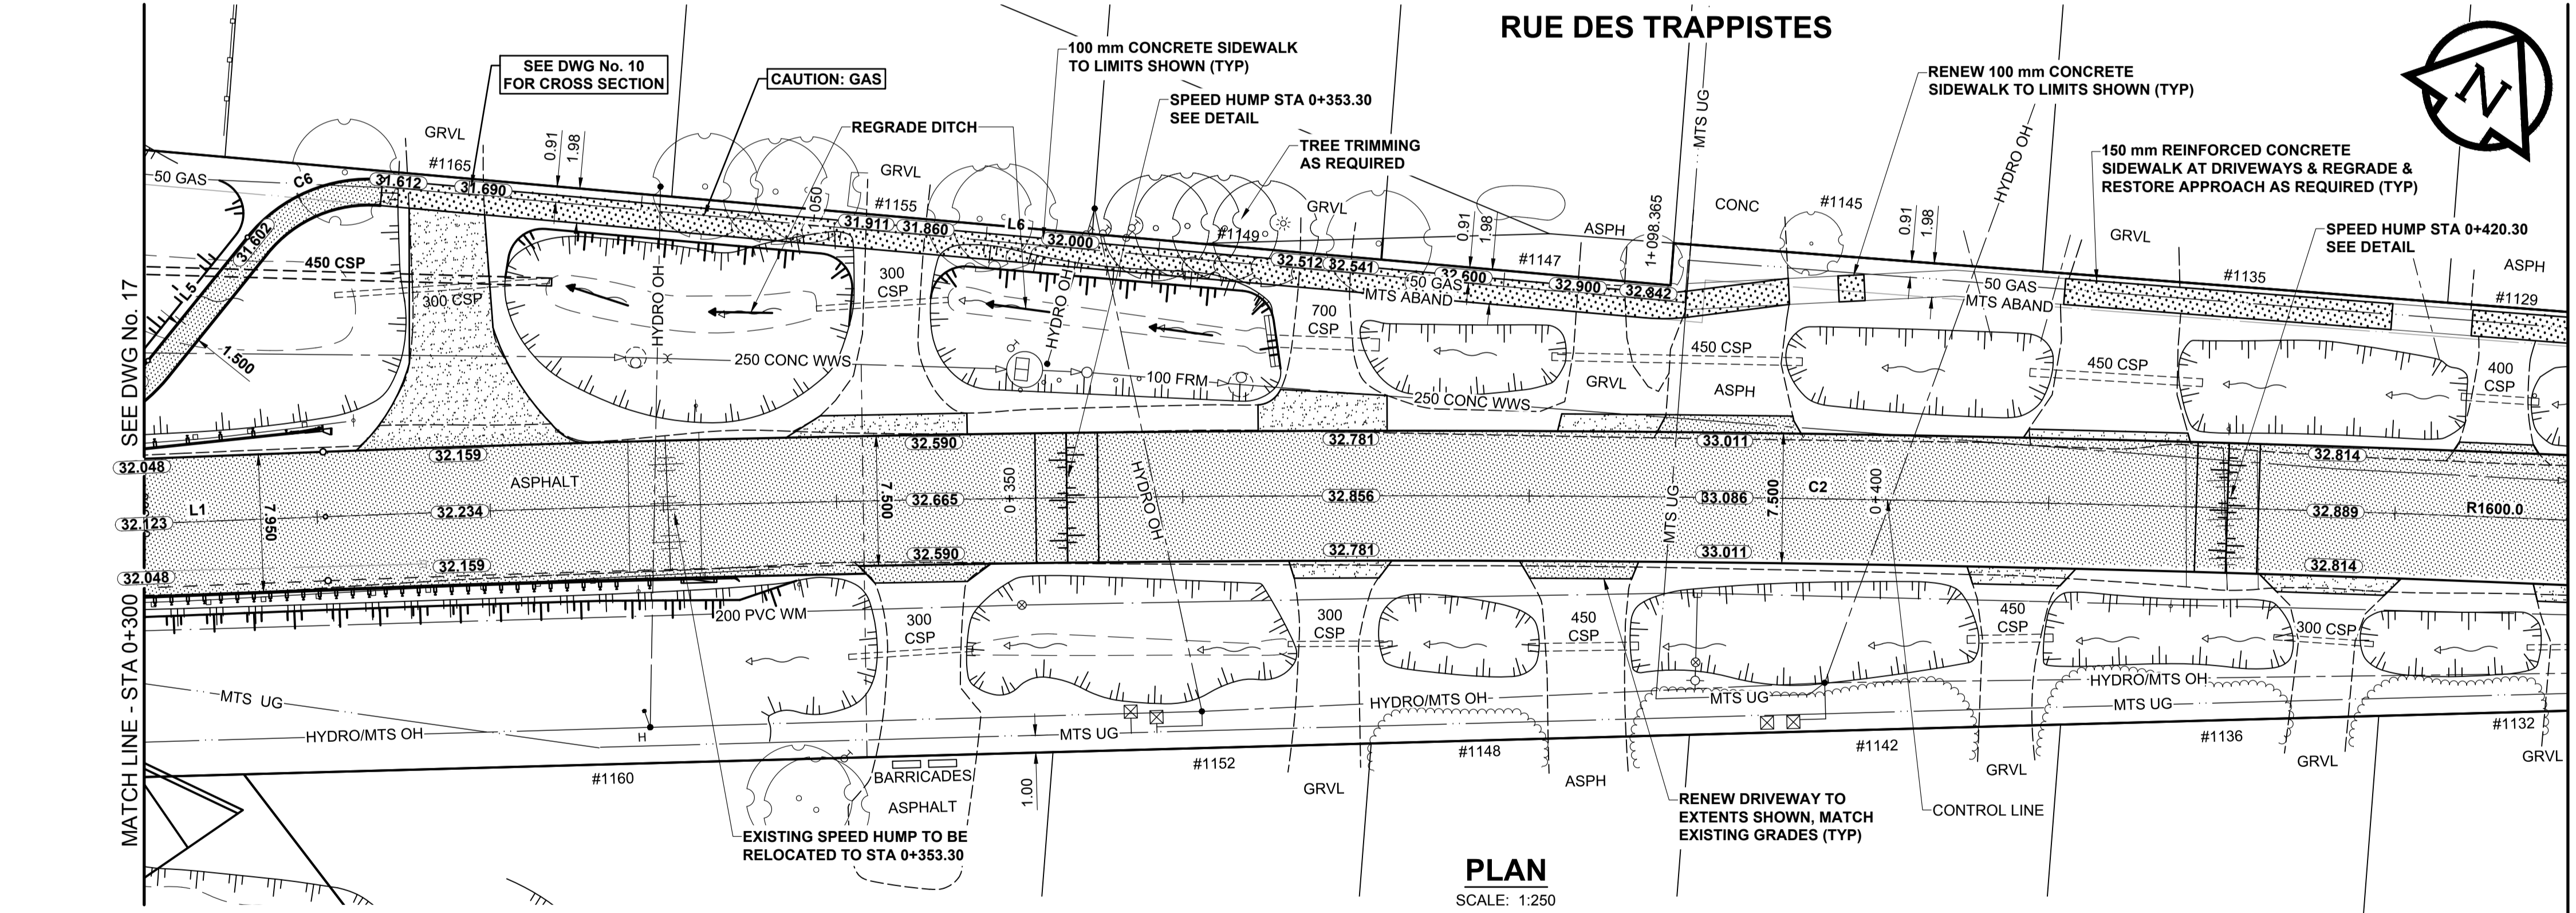 RUE DES TRAPPISTES
N
SEE DWG No. 10
FOR CROSS SECTION
CAUTION: GAS
100 mm CONCRETE SIDEWALK
TO LIMITS SHOWN (TYP)
SPEED HUMP STA 0+353.30
SEE DETAIL
REGRADE DITCH
TREE TRIMMING
AS REQUIRED
RENEW 100 mm CONCRETE
SIDEWALK TO LIMITS SHOWN (TYP)
150 mm REINFORCED CONCRETE
SIDEWALK AT DRIVEWAYS & REGRADE &
RESTORE APPROACH AS REQUIRED (TYP)
SPEED HUMP STA 0+420.30
SEE DETAIL
GRVL
#1165
0.91
1.98
GRVL
#1155
L6
#1149
GRVL
0.91
1.98
ASPH
#1147
1+098.365
MTS UG
CONC
#1145
0.91
1.98
HYDRO OH
GRVL
#1135
ASPH
#1129
50 GAS
C6
31.612
31.690
31.911
31.860
32.000
32.512
32.541
32.600
32.900
32.842
50 GAS
MTS ABAND
50 GAS
MTS ABAND
31.602
L5
450 CSP
300 CSP
1.500
HYDRO OH
300
CSP
HYDRO OH
700
CSP
450 CSP
450 CSP
400
CSP
250 CONC WWS
100 FRM
250 CONC WWS
GRVL
ASPH
SEE DWG No. 17
MATCH LINE - STA 0+300
32.048
32.159
32.590
32.781
33.011
32.814
ASPHALT
L1
7.950
32.123
32.234
7.500
32.665
0+350
HYDRO OH
32.856
MTS UG
33.086
7.500
C2
0+400
32.889
R1600.0
32.048
32.159
32.590
32.781
33.011
32.814
200 PVC WM
300
CSP
300
CSP
450
CSP
450
CSP
300 CSP
MTS UG
HYDRO/MTS OH
H
MTS UG
HYDRO/MTS OH
MTS UG
HYDRO/MTS OH
MTS UG
#1160
BARRICADES
ASPHALT
1.00
#1152
GRVL
#1148
ASPH
#1142
GRVL
#1136
GRVL
#1132
GRVL
EXISTING SPEED HUMP TO BE
RELOCATED TO STA 0+353.30
RENEW DRIVEWAY TO
EXTENTS SHOWN, MATCH
EXISTING GRADES (TYP)
CONTROL LINE
PLAN
SCALE: 1:250